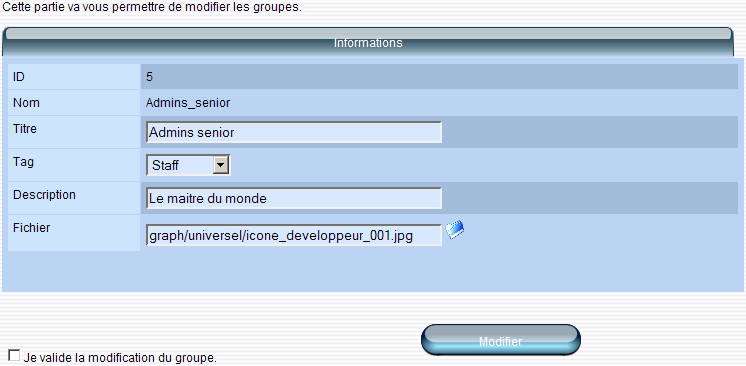 Cette partie va vous permettre de modifier les groupes.
Informations
ID 5
Nom Admins_senior
Titre Admins senior
Tag Staff
Description Le maitre du monde
Fichier graph/universel/icone_developpeur_001.jpg
Modifier
Je valide la modification du groupe.